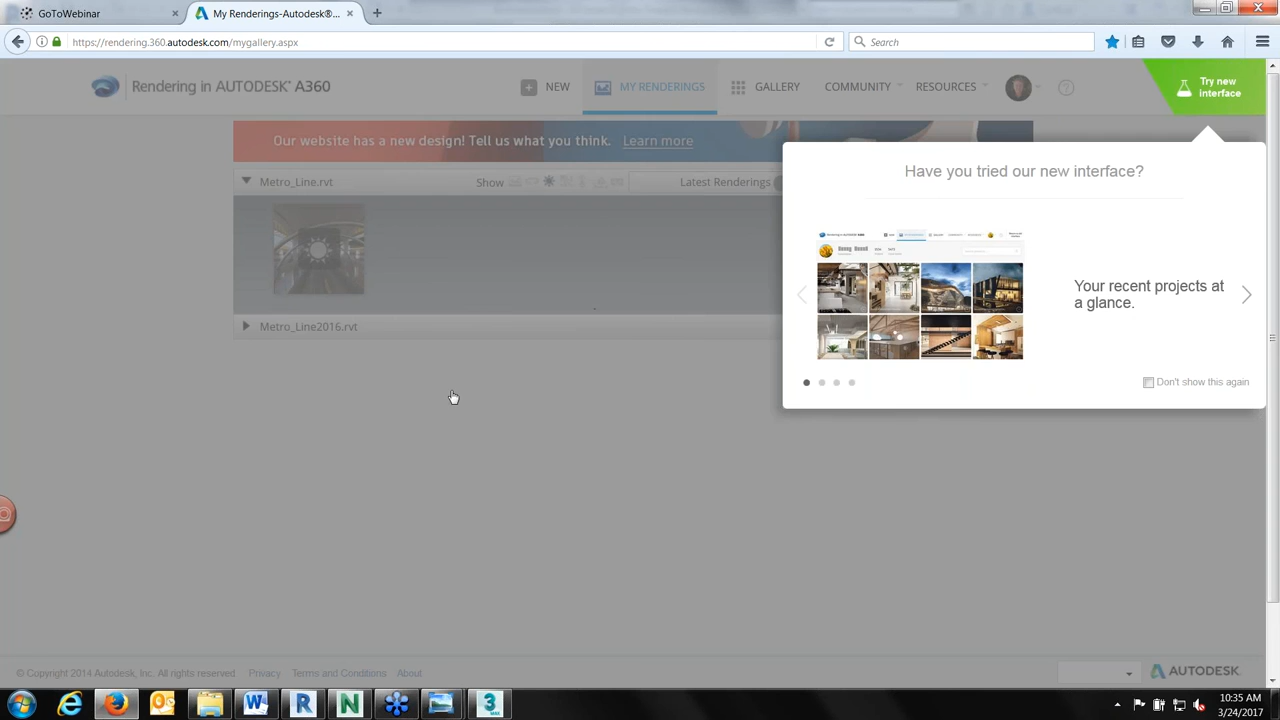 GoToWebinar
My Renderings-Autodesk®...
https://rendering.360.autodesk.com/mygallery.aspx
Search
Rendering in AUTODESK® A360
NEW
MY RENDERINGS
GALLERY
COMMUNITY
RESOURCES
Try new
interface
Our website has a new design! Tell us what you think. Learn more
Have you tried our new interface?
Metro_Line.rvt
Show
Latest Renderings
Your recent projects at
a glance.
Metro_Line2016.rvt
Don't show this again
© Copyright 2014 Autodesk, Inc. All rights reserved
Privacy
Terms and Conditions
About
AUTODESK.
10:35 AM
3/24/2017